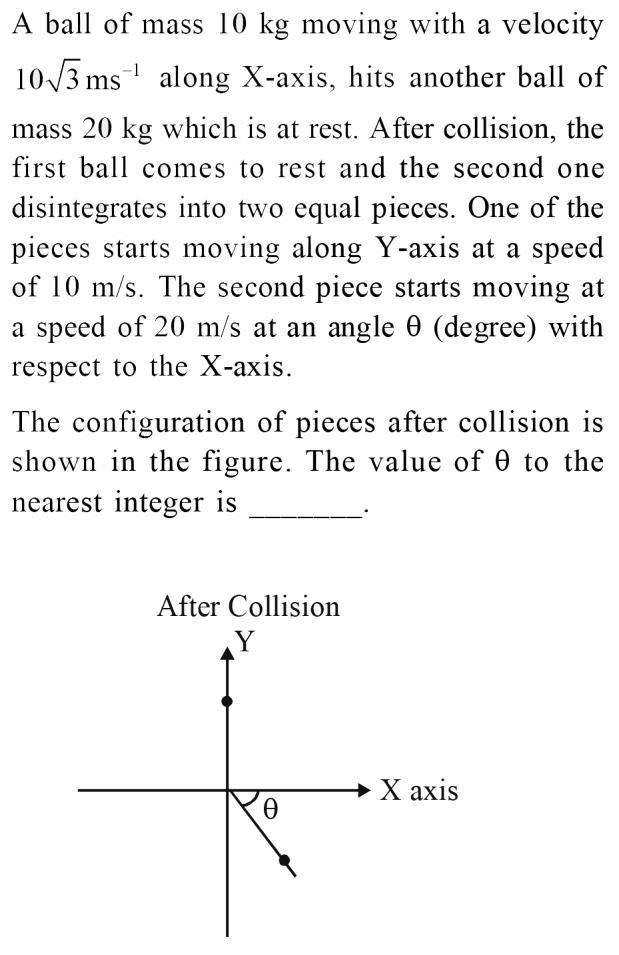 A ball of mass 10 kg moving with a velocity
10√3 ms⁻¹ along X-axis, hits another ball of
mass 20 kg which is at rest. After collision, the
first ball comes to rest and the second one
disintegrates into two equal pieces. One of the
pieces starts moving along Y-axis at a speed
of 10 m/s. The second piece starts moving at
a speed of 20 m/s at an angle θ (degree) with
respect to the X-axis.
The configuration of pieces after collision is
shown in the figure. The value of θ to the
nearest integer is _______.
After Collision
Y
X axis
θ